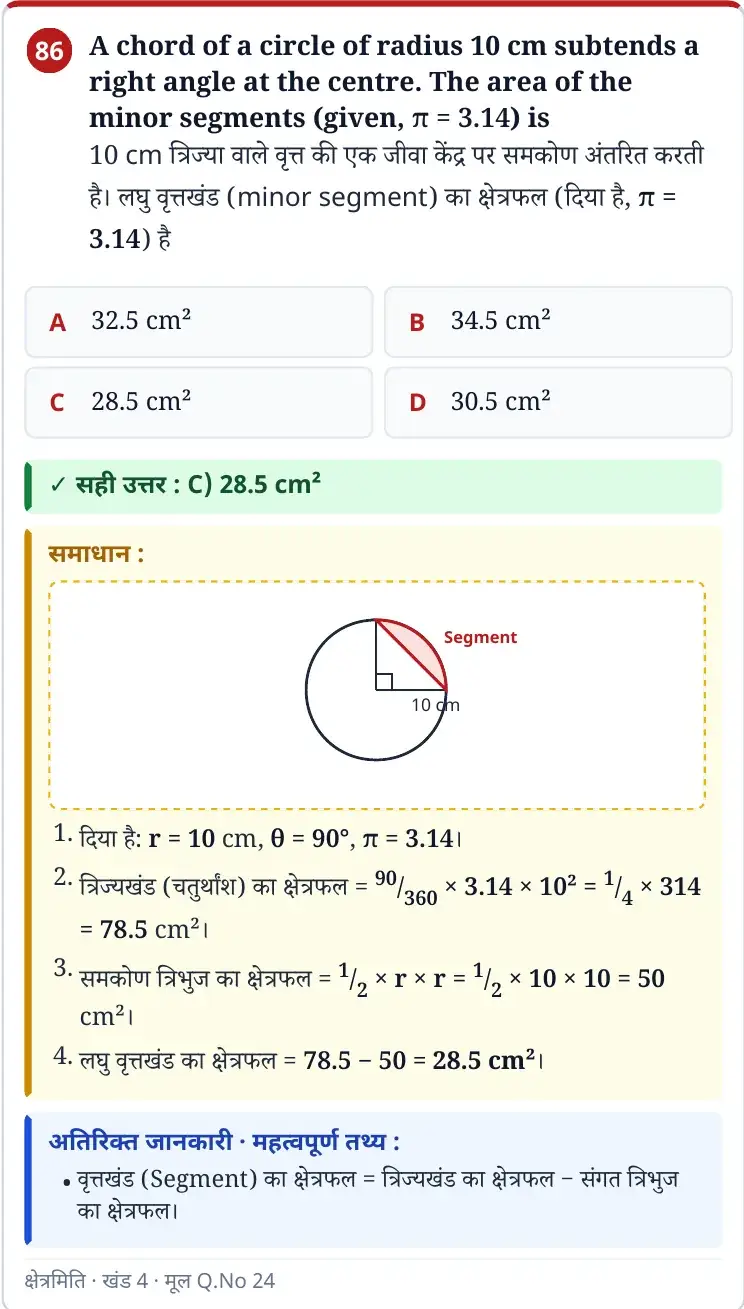 86 A chord of a circle of radius 10 cm subtends a
right angle at the centre. The area of the
minor segments (given, π = 3.14) is
10 cm त्रिज्या वाले वृत्त की एक जीवा केंद्र पर समकोण अंतरित करती
है। लघु वृत्तखंड (minor segment) का क्षेत्रफल (दिया है, π =
3.14) है
A 32.5 cm²
B 34.5 cm²
C 28.5 cm²
D 30.5 cm²
✓ सही उत्तर : C) 28.5 cm²
समाधान :
Segment
10 cm
1. दिया है: r = 10 cm, θ = 90°, π = 3.14।
2. त्रिज्यखंड (चतुर्थांश) का क्षेत्रफल = ⁹⁰/₃₆₀ × 3.14 × 10² = ¹/₄ × 314
= 78.5 cm²।
3. समकोण त्रिभुज का क्षेत्रफल = ¹/₂ × r × r = ¹/₂ × 10 × 10 = 50
cm²।
4. लघु वृत्तखंड का क्षेत्रफल = 78.5 − 50 = 28.5 cm²।
अतिरिक्त जानकारी · महत्वपूर्ण तथ्य :
• वृत्तखंड (Segment) का क्षेत्रफल = त्रिज्यखंड का क्षेत्रफल − संगत त्रिभुज
का क्षेत्रफल।
क्षेत्रमिति · खंड 4 · मूल Q.No 24